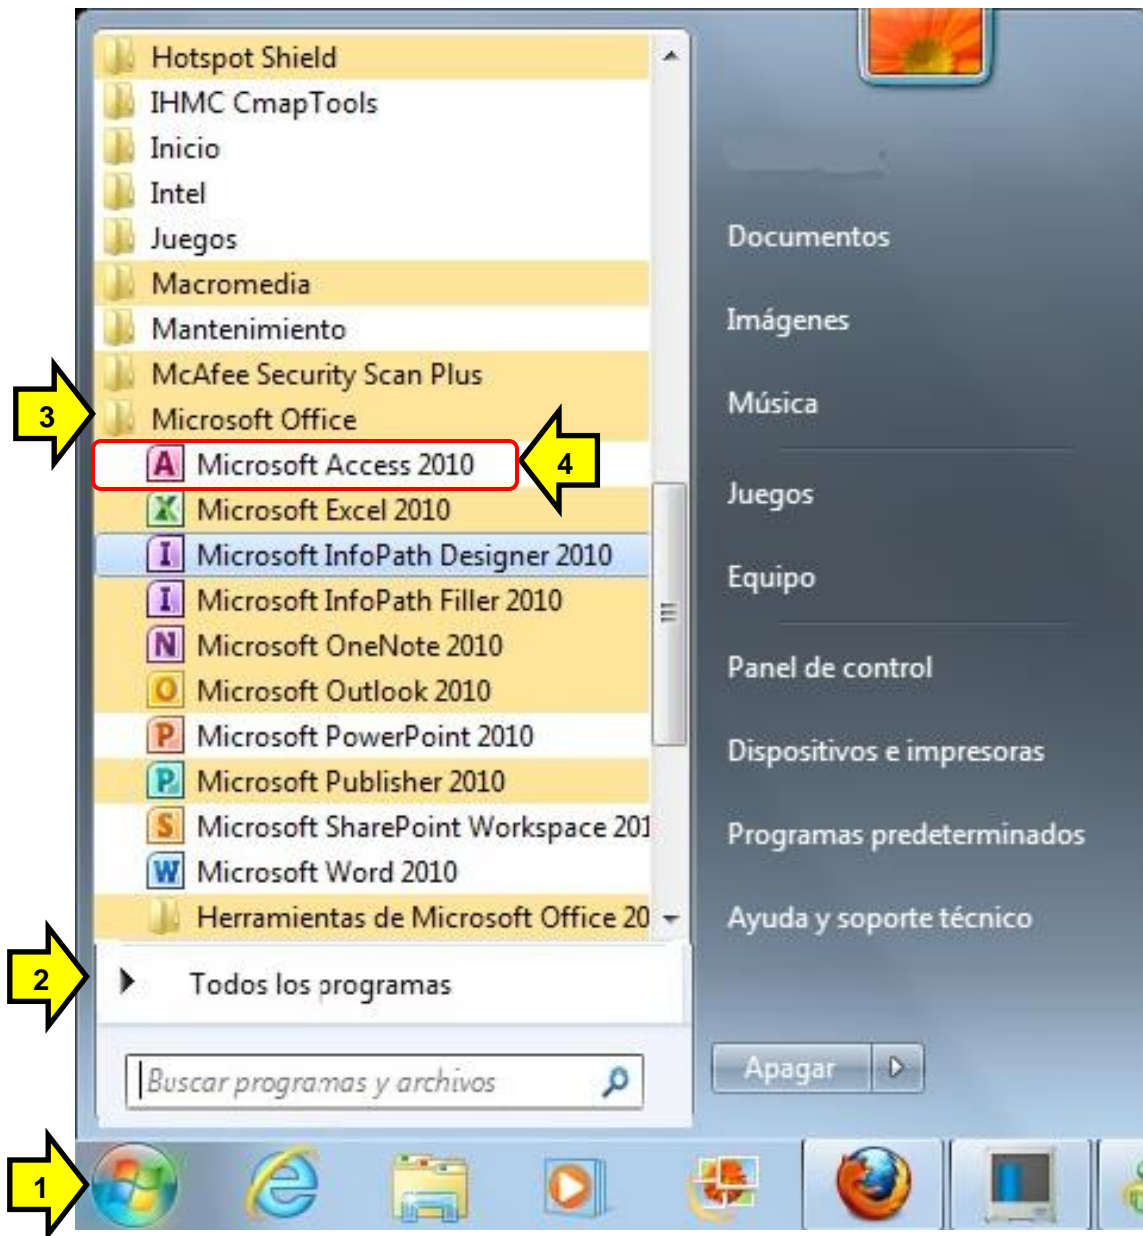 Hotspot Shield
IHMC CmapTools
Inicio
Intel
Juegos
Macromedia
Mantenimiento
McAfee Security Scan Plus
3
Microsoft Office
A Microsoft Access 2010
4
X Microsoft Excel 2010
I Microsoft InfoPath Designer 2010
I Microsoft InfoPath Filler 2010
N Microsoft OneNote 2010
O Microsoft Outlook 2010
P Microsoft PowerPoint 2010
P Microsoft Publisher 2010
S Microsoft SharePoint Workspace 201
W Microsoft Word 2010
Herramientas de Microsoft Office 20
2
Todos los programas
Buscar programas y archivos
1
Documentos
Imágenes
Música
Juegos
Equipo
Panel de control
Dispositivos e impresoras
Programas predeterminados
Ayuda y soporte técnico
Apagar